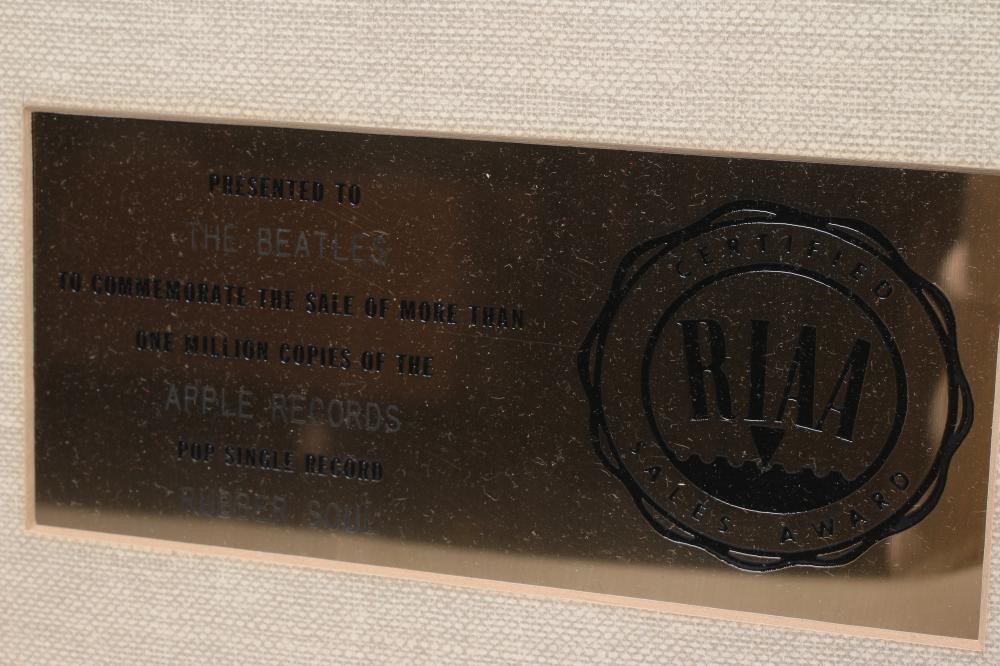 PRESENTED TO
THE BEATLES
TO COMMEMORATE THE SALE OF MORE THAN
ONE MILLION COPIES OF THE
APPLE RECORDS
POP SINGLE RECORD
RUBBER SOUL
CERTIFIED
RIAA
SALES AWARD